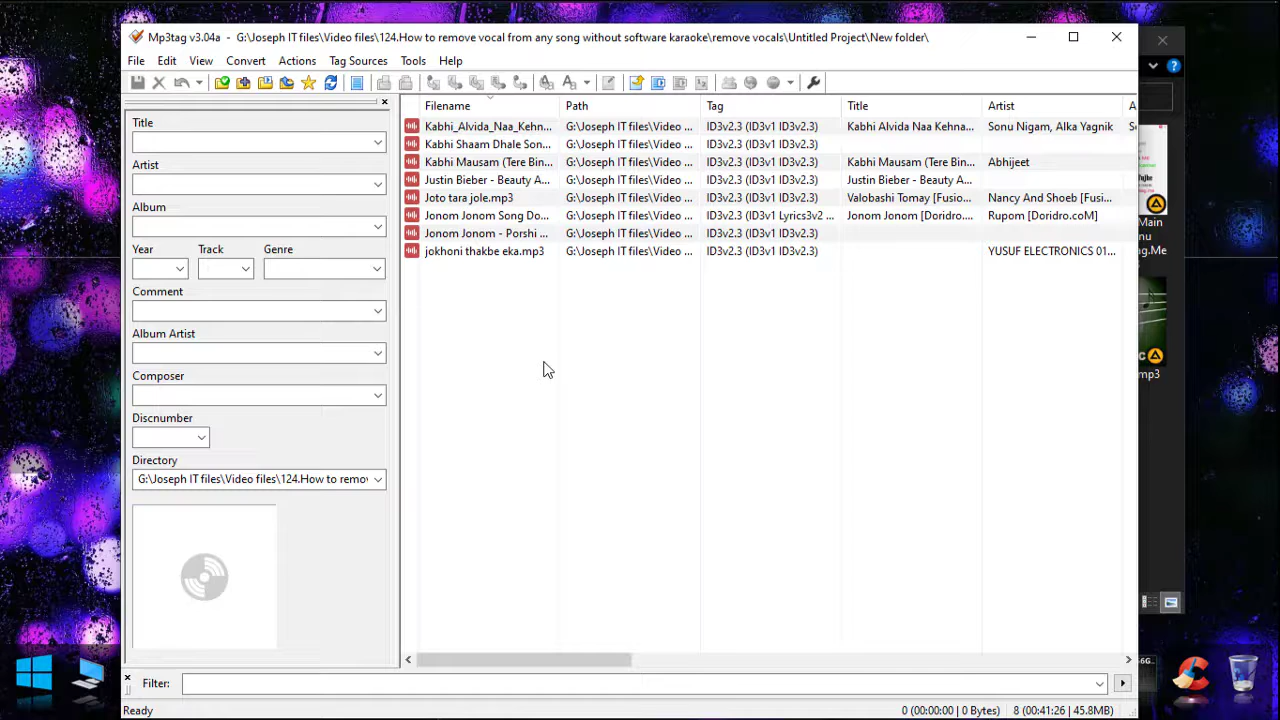 Mp3tag v3.04a - G:\Joseph IT files\Video files\124.How to remove vocal from any song without software karaoke\remove vocals\Untitled Project\New folder\
File Edit View Convert Actions Tag Sources Tools Help
Title
Artist
Album
Year Track Genre
Comment
Album Artist
Composer
Discnumber
Directory
G:\Joseph IT files\Video files\124.How to remov
Filename Path Tag Title Artist A
Kabhi_Alvida_Naa_Kehn... G:\Joseph IT files\Video ... ID3v2.3 (ID3v1 ID3v2.3) Kabhi Alvida Naa Kehna... Sonu Nigam, Alka Yagnik
Kabhi Shaam Dhale Son... G:\Joseph IT files\Video ... ID3v2.3 (ID3v1 ID3v2.3)
Kabhi Mausam (Tere Bin... G:\Joseph IT files\Video ... ID3v2.3 (ID3v1 ID3v2.3) Kabhi Mausam (Tere Bin... Abhijeet
Justin Bieber - Beauty A... G:\Joseph IT files\Video ... ID3v2.3 (ID3v1 ID3v2.3) Justin Bieber - Beauty A...
Joto tara jole.mp3 G:\Joseph IT files\Video ... ID3v2.3 (ID3v1 ID3v2.3) Valobashi Tomay [Fusio... Nancy And Shoeb [Fusi...
Jonom Jonom Song Do... G:\Joseph IT files\Video ... ID3v2.3 (ID3v1 Lyrics3v2 ... Jonom Jonom [Doridro.... Rupom [Doridro.coM]
Jonom Jonom - Porshi ... G:\Joseph IT files\Video ... ID3v2.3 (ID3v1 ID3v2.3)
jokhoni thakbe eka.mp3 G:\Joseph IT files\Video ... ID3v2.3 (ID3v1 ID3v2.3) YUSUF ELECTRONICS 01...
Tujhe
Main
nu
g.Me
mp3
Filter:
Ready 0 (00:00:00 | 0 Bytes) 8 (00:41:26 | 45.8MB)